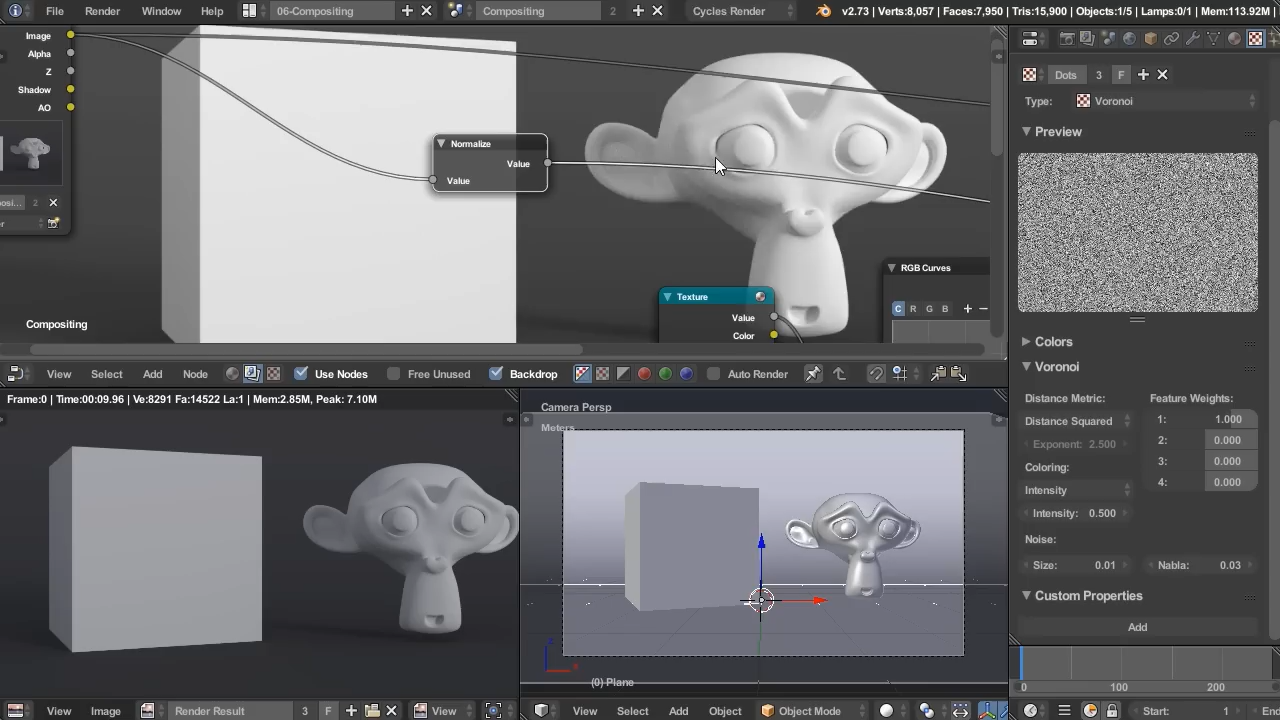 File Render Window Help 06-Compositing Compositing 2 Cycles Render v2.73 | Verts:8,057 | Faces:7,950 | Tris:15,900 | Objects:1/5 | Lamps:0/1 | Mem:113.92M
Image
Alpha
Z
Shadow
AO
2
Normalize
Value
Value
Texture
Value
Color
RGB Curves
C R G B
Compositing
View Select Add Node Use Nodes Free Unused Backdrop Auto Render
Frame:0 | Time:00:09.96 | Ve:8291 Fa:14522 La:1 | Mem:2.85M, Peak: 7.10M
View Image Render Result 3 F View
Camera Persp
Meters
(0) Plane
View Select Add Object Object Mode
Dots 3 F
Type: Voronoi
Preview
Colors
Voronoi
Distance Metric: Feature Weights:
Distance Squared 1: 1.000
Exponent: 2.500 2: 0.000
Coloring: 3: 0.000
Intensity 4: 0.000
Intensity: 0.500
Noise:
Size: 0.01 Nabla: 0.03
Custom Properties
Add
0 100 200
Start: 1 End